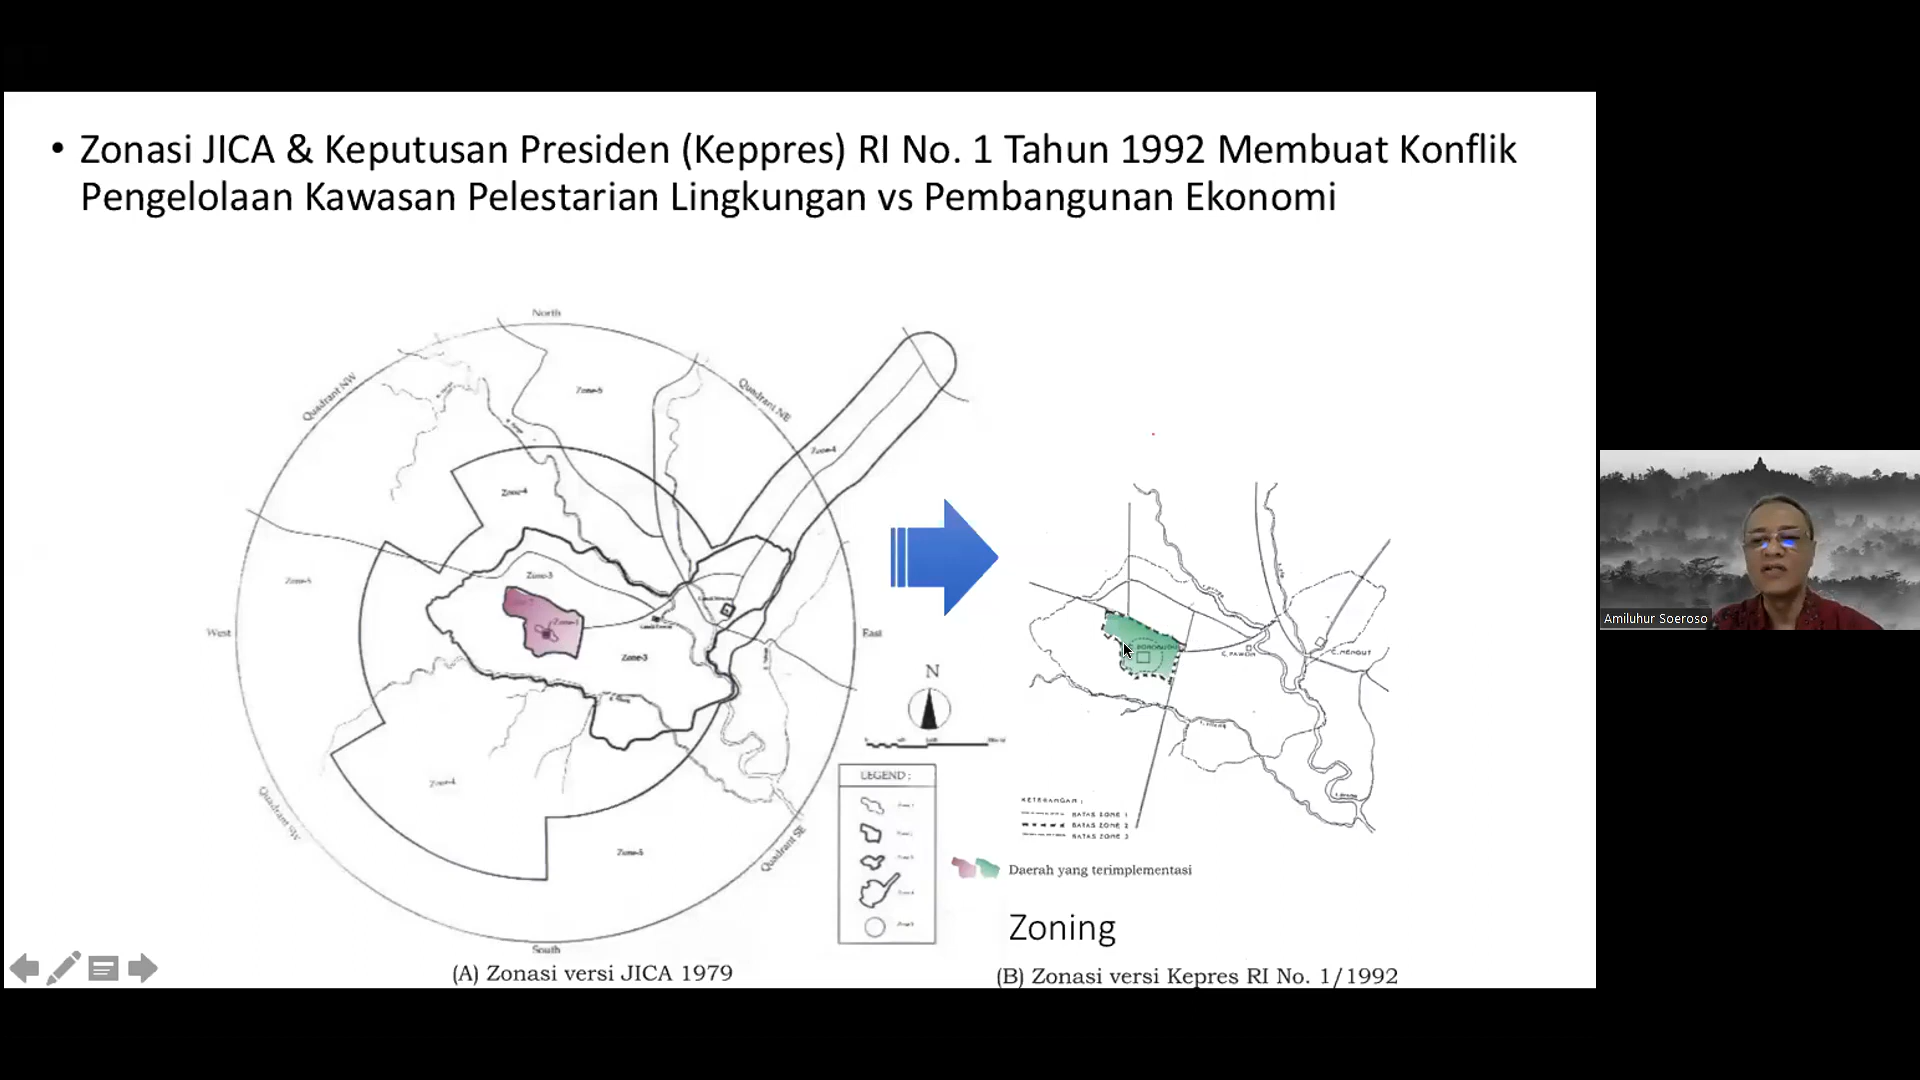 • Zonasi JICA & Keputusan Presiden (Keppres) RI No. 1 Tahun 1992 Membuat Konflik
Pengelolaan Kawasan Pelestarian Lingkungan vs Pembangunan Ekonomi
North
Quadrant NW
Quadrant NE
Zone-5
Zone-4
Zone-4
Zone-5
Zone-3
Zone-1
West
East
Zone-3
N
Zone-4
Quadrant SW
Quadrant SE
Zone-5
South
LEGEND :
(A) Zonasi versi JICA 1979
C. PAWON
C. MENDUT
KETERANGAN :
BATAS ZONE 1
BATAS ZONE 2
BATAS ZONE 3
Daerah yang terimplementasi
Zoning
(B) Zonasi versi Kepres RI No. 1/1992
Amiluhur Soeroso